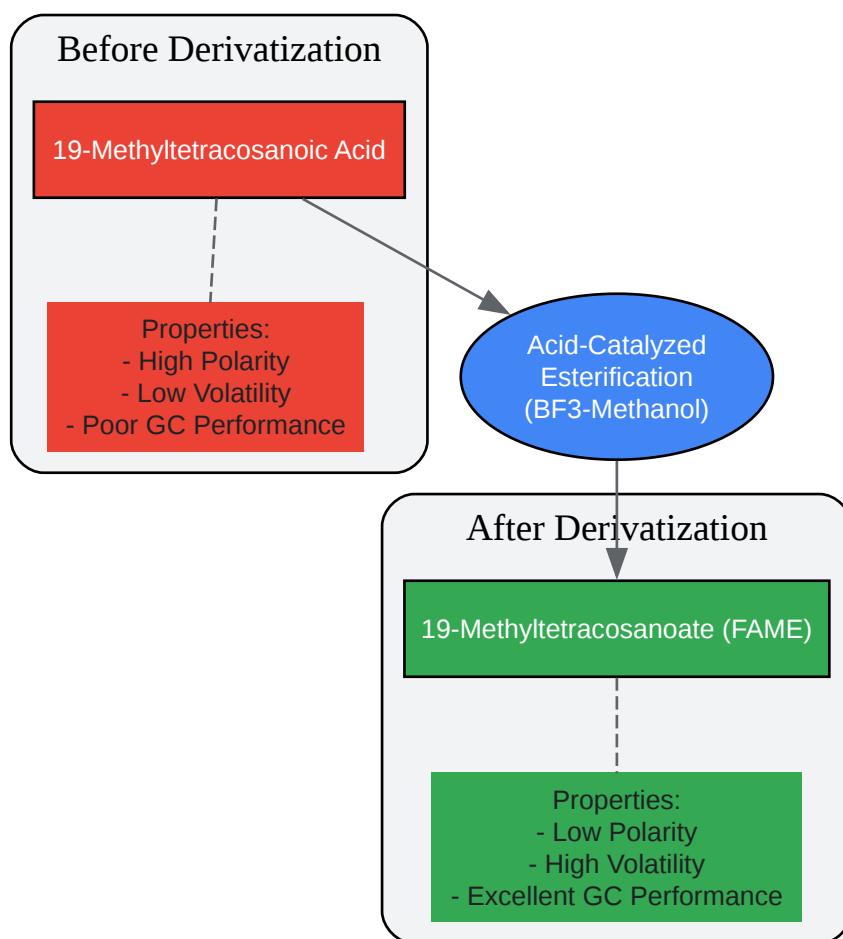 Before Derivatization
19-Methyltetracosanoic Acid
Properties:
- High Polarity
- Low Volatility
- Poor GC Performance
Acid-Catalyzed
Esterification
(BF3-Methanol)
After Derivatization
19-Methyltetracosanoate (FAME)
Properties:
- Low Polarity
- High Volatility
- Excellent GC Performance